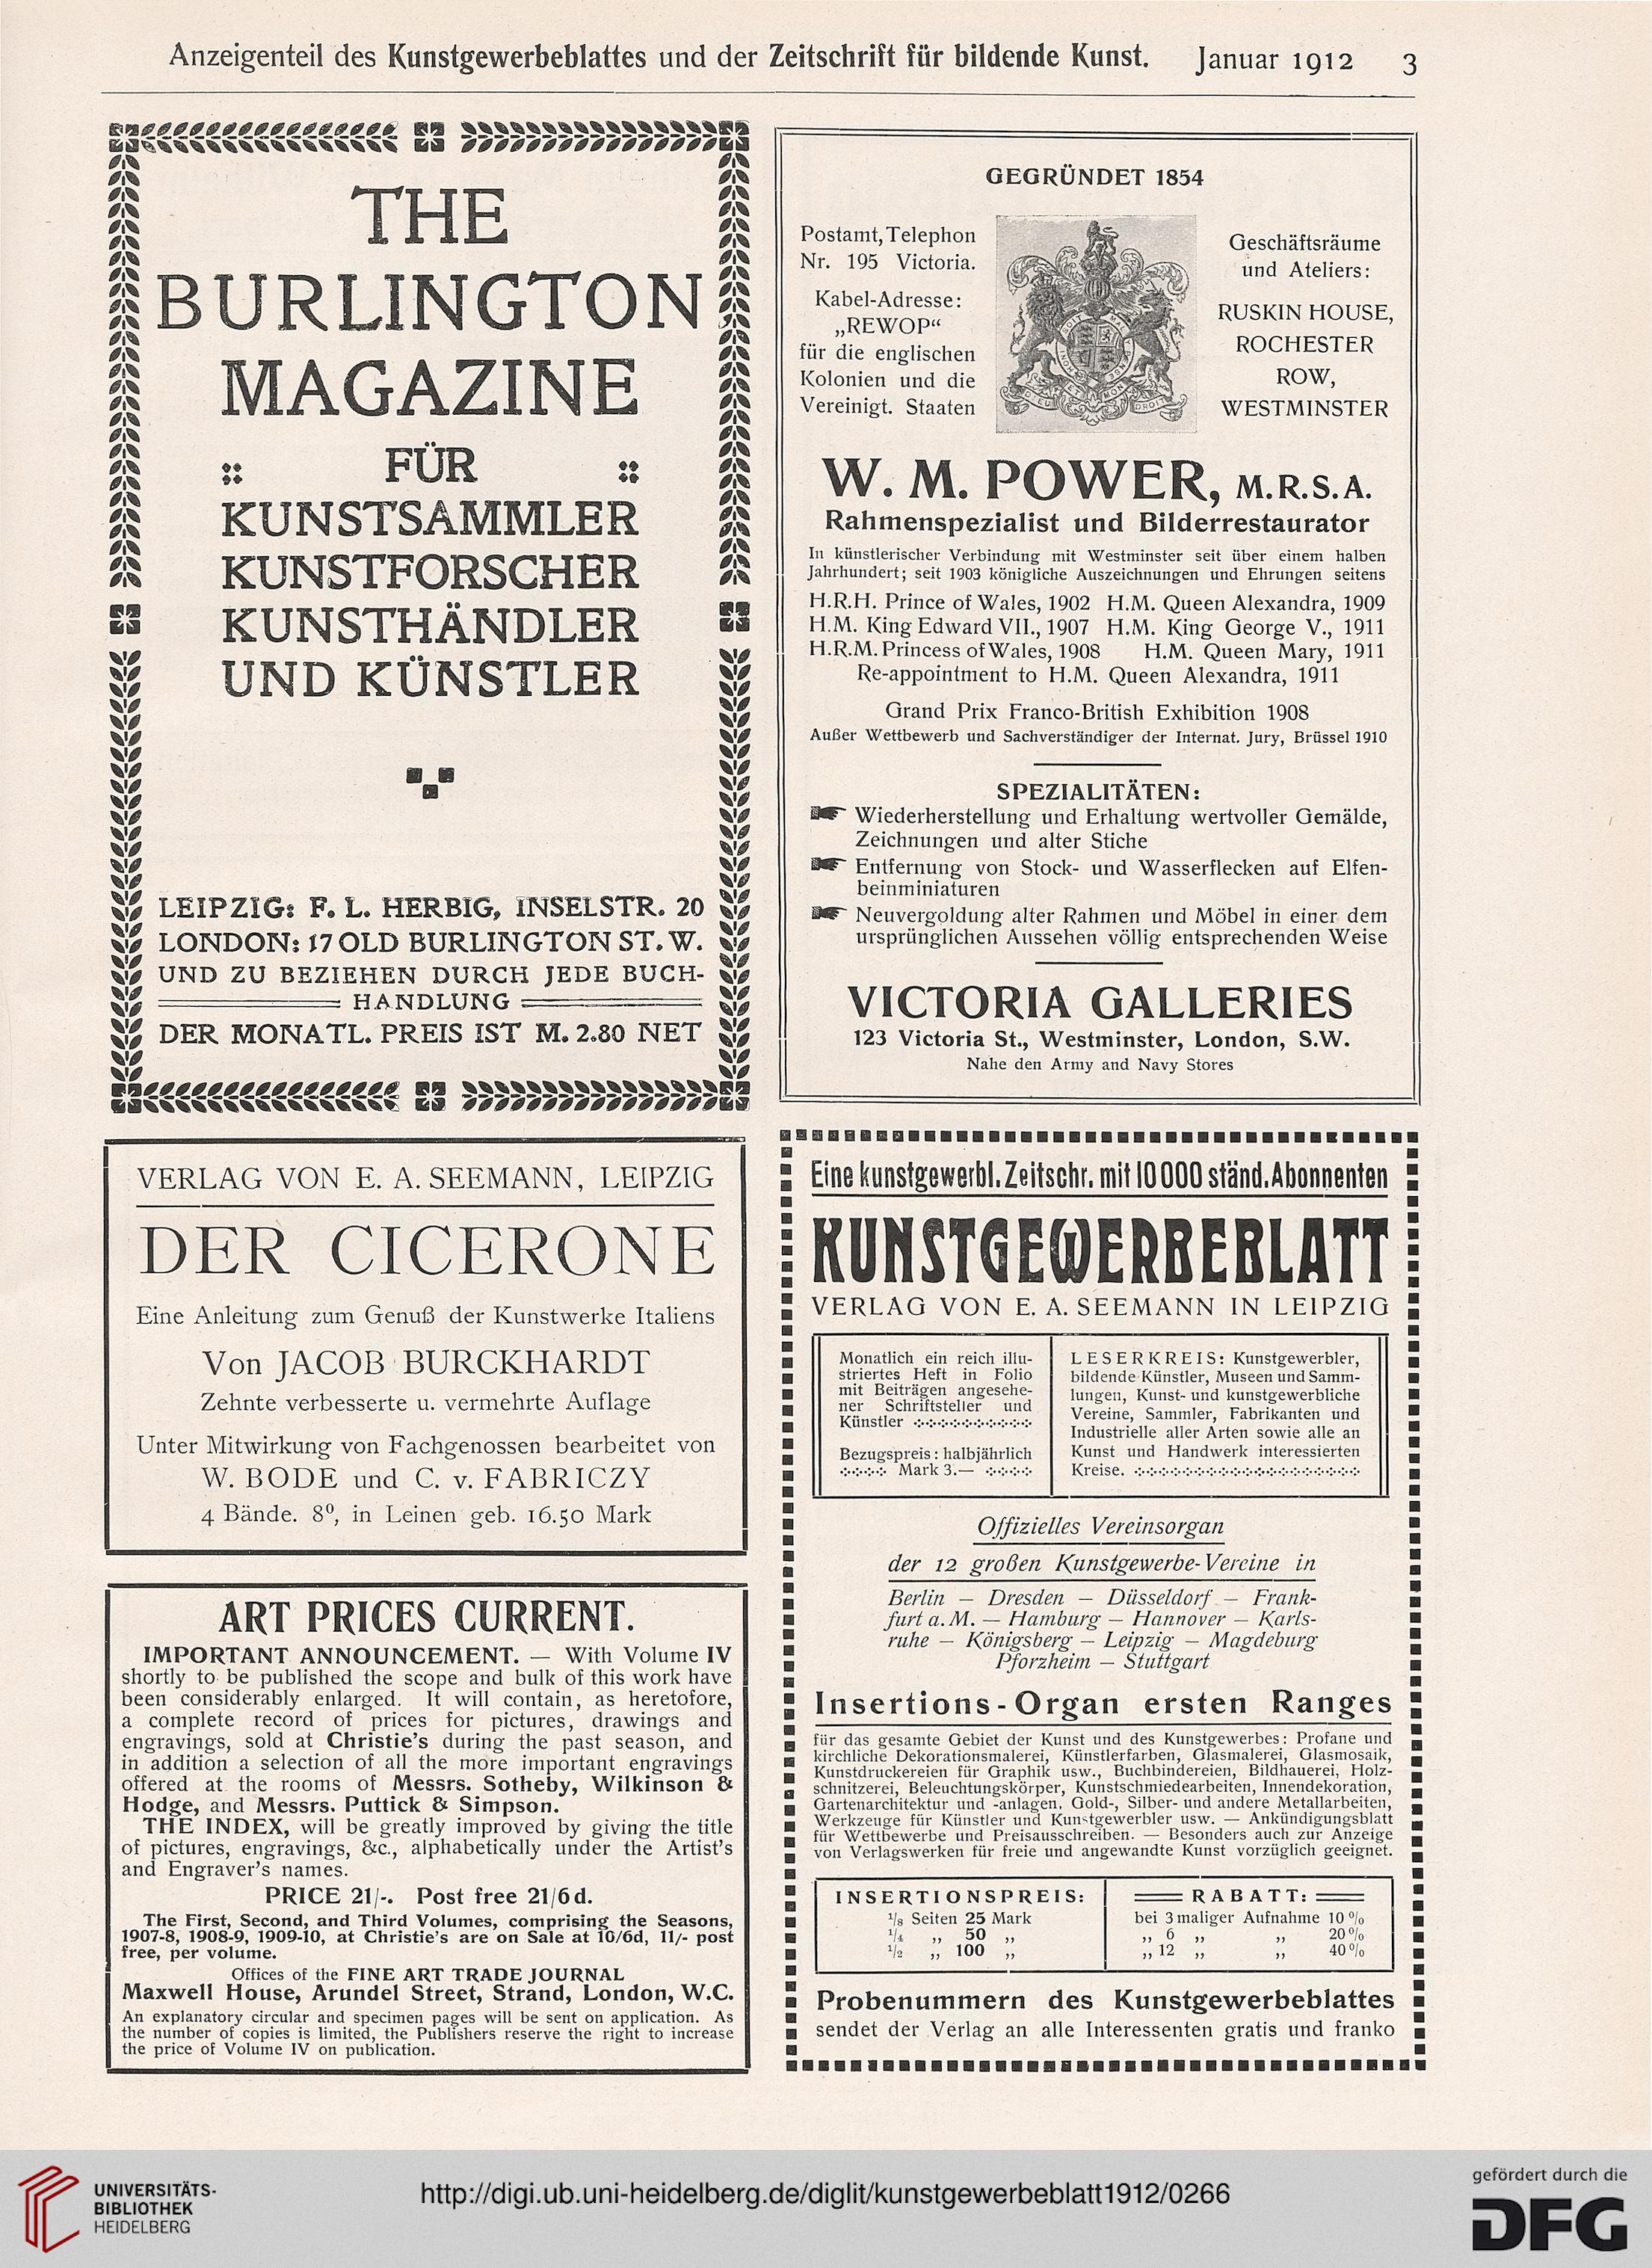 Anzeigenteil des Kunstgewerbeblattes und der Zeitschrift für bildende Kunst. Januar 1912 3
THE
BURLINGTON
MAGAZINE
FÜR
KUNSTSAMMLER
KUNSTFORSCHER
KUNSTHÄNDLER
UND KÜNSTLER
LEIPZIG: F. L. HERBIG, INSELSTR. 20
LONDON: 17 OLD BURLINGTON ST. W.
UND ZU BEZIEHEN DURCH JEDE BUCH-
HANDLUNG
DER MONATL. PREIS IST M. 2.80 NET
GEGRÜNDET 1854
Postamt, Telephon
Nr. 195 Victoria.
Kabel-Adresse:
„REWOP“
für die englischen
Kolonien und die
Vereinigt. Staaten
Geschäftsräume
und Ateliers:
RUSKIN HOUSE,
ROCHESTER
ROW,
WESTMINSTER
W. M. POWER, M.R.S.A.
Rahmenspezialist und Bilderrestaurator
In künstlerischer Verbindung mit Westminster seit über einem halben
Jahrhundert; seit 1903 königliche Auszeichnungen und Ehrungen seitens
H.R.H. Prince of Wales, 1902 H.M. Queen Alexandra, 1909
H.M. King Edward VII., 1907 H.M. King George V., 1911
H.R.M. Princess of Wales, 1908 H.M. Queen Mary, 1911
Re-appointment to H.M. Queen Alexandra, 1911
Grand Prix Franco-British Exhibition 1908
Außer Wettbewerb und Sachverständiger der Internat. Jury, Brüssel 1910
SPEZIALITÄTEN:
Wiederherstellung und Erhaltung wertvoller Gemälde,
Zeichnungen und alter Stiche
Entfernung von Stock- und Wasserflecken auf Elfen-
beinminiaturen
Neuvergoldung alter Rahmen und Möbel in einer dem
ursprünglichen Aussehen völlig entsprechenden Weise
VICTORIA GALLERIES
123 Victoria St., Westminster, London, S.W.
Nahe den Army and Navy Stores
VERLAG VON E. A. SEEMANN, LEIPZIG
DER CICERONE
Eine Anleitung zum Genuß der Kunstwerke Italiens
Von JACOB BURCKHARDT
Zehnte verbesserte u. vermehrte Auflage
Unter Mitwirkung von Fachgenossen bearbeitet von
W. BODE und C. v. FABRICZY
4 Bände. 8⁰, in Leinen geb. 16.50 Mark
ART PRICES CURRENT.
IMPORTANT ANNOUNCEMENT. — With Volume IV
shortly to be published the scope and bulk of this work have
been considerably enlarged. It will contain, as heretofore,
a complete record of prices for pictures, drawings and
engravings, sold at Christie's during the past season, and
in addition a selection of all the more important engravings
offered at the rooms of Messrs. Sotheby, Wilkinson &
Hodge, and Messrs. Puttick & Simpson.
THE INDEX, will be greatly improved by giving the title
of pictures, engravings, &c., alphabetically under the Artist's
and Engraver's names.
PRICE 21/-. Post free 21/6d.
The First, Second, and Third Volumes, comprising the Seasons,
1907-8, 1908-9, 1909-10, at Christie's are on Sale at 10/6d, 11/- post
free, per volume.
Offices of the FINE ART TRADE JOURNAL
Maxwell House, Arundel Street, Strand, London, W.C.
An explanatory circular and specimen pages will be sent on application. As
the number of copies is limited, the Publishers reserve the right to increase
the price of Volume IV on publication.
Eine kunstgewerbl. Zeitschr. mit 10 000 ständ. Abonnenten
KUNSTGEWERBEBLATT
VERLAG VON E. A. SEEMANN IN LEIPZIG
Monatlich ein reich illu-
striertes Heft in Folio
mit Beiträgen angesehe-
ner Schriftsteller und
Künstler
Bezugspreis: halbjährlich
Mark 3.—
LESERKREIS: Kunstgewerbler,
bildende Künstler, Museen und Samm-
lungen, Kunst- und kunstgewerbliche
Vereine, Sammler, Fabrikanten und
Industrielle aller Arten sowie alle an
Kunst und Handwerk interessierten
Kreise.
Offizielles Vereinsorgan
der 12 großen Kunstgewerbe-Vereine in
Berlin — Dresden — Düsseldorf — Frank-
furt a. M. — Hamburg — Hannover — Karls-
ruhe — Königsberg — Leipzig — Magdeburg
Pforzheim — Stuttgart
Insertions-Organ ersten Ranges
für das gesamte Gebiet der Kunst und des Kunstgewerbes: Profane und
kirchliche Dekorationsmalerei, Künstlerfarben, Glasmalerei, Glasmosaik,
Kunstdruckereien für Graphik usw., Buchbindereien, Bildhauerei, Holz-
schnitzerei, Beleuchtungskörper, Kunstschmiedearbeiten, Innendekoration,
Gartenarchitektur und -anlagen, Gold-, Silber- und andere Metallarbeiten,
Werkzeuge für Künstler und Kunstgewerbler usw. — Ankündigungsblatt
für Wettbewerbe und Preisausschreiben. — Besonders auch zur Anzeige
von Verlagswerken für freie und angewandte Kunst vorzüglich geeignet.
INSERTIONSPREIS:
1/8 Seiten 25 Mark
1/4 „ 50 „
1/2 „ 100 „
RABATT:
bei 3 maliger Aufnahme 10 %
„ 6 „ „ 20 %
„ 12 „ „ 40 %
Probenummern des Kunstgewerbeblattes
sendet der Verlag an alle Interessenten gratis und franko
UNIVERSITÄTS-
BIBLIOTHEK
HEIDELBERG
http://digi.ub.uni-heidelberg.de/diglit/kunstgewerbeblatt1912/0266
gefördert durch die
DFG